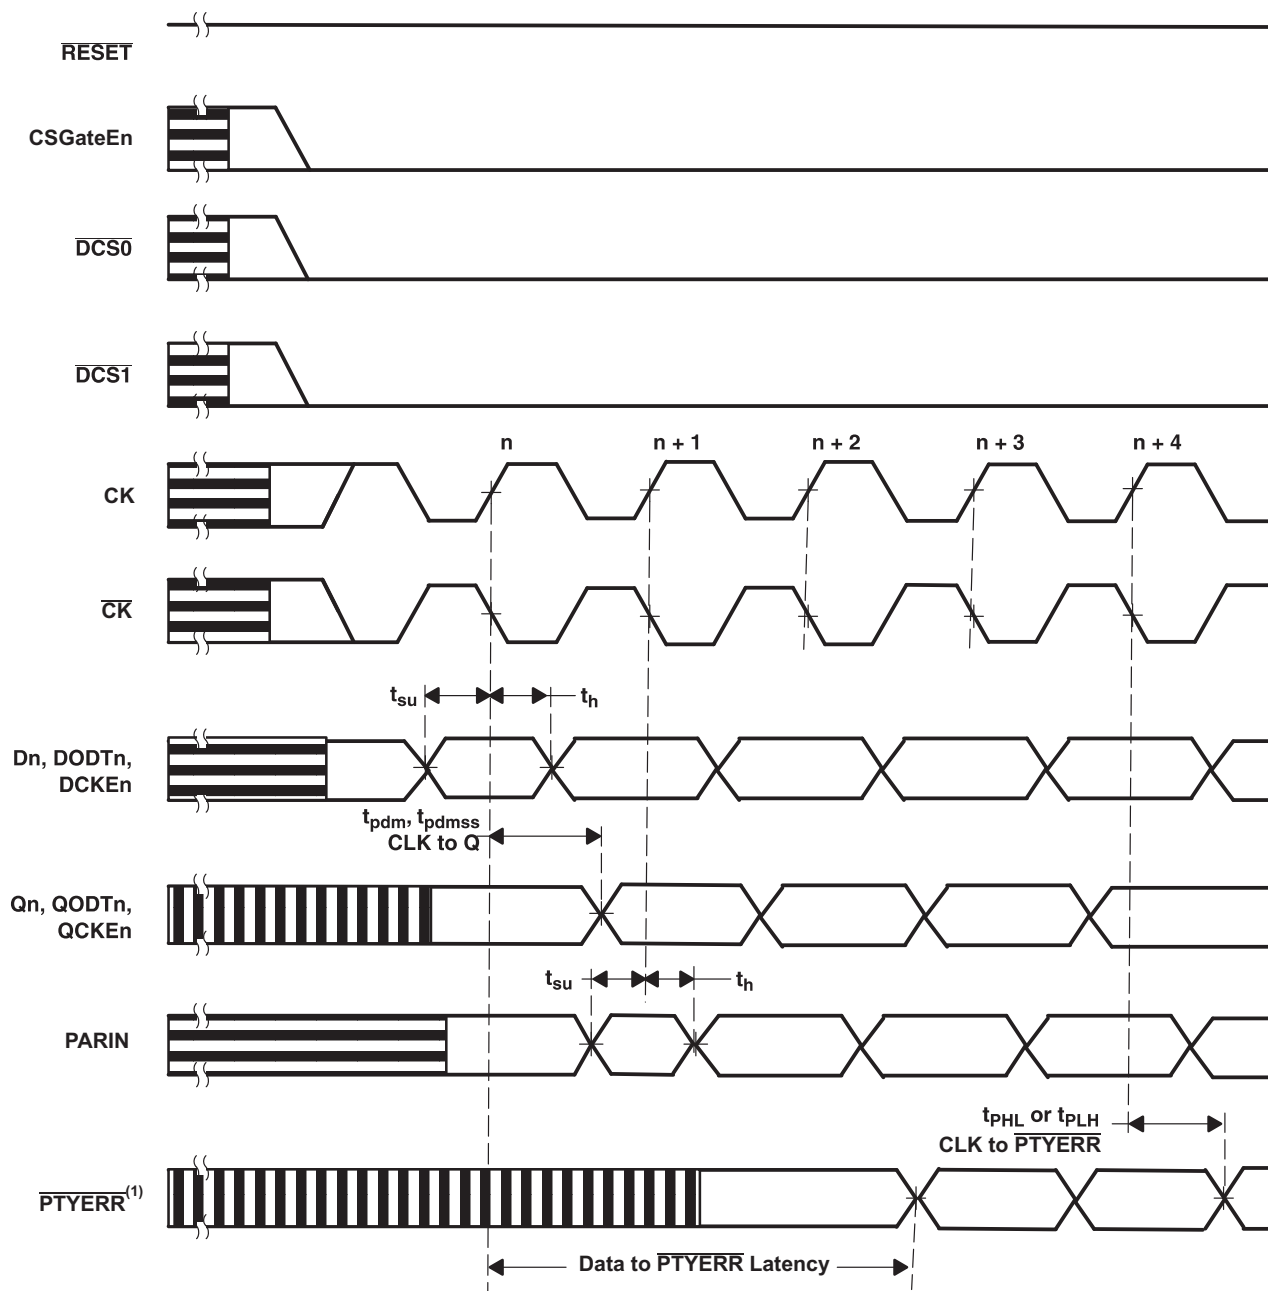 RESET
CSGateEn
DCS0
DCS1
n n + 1 n + 2 n + 3 n + 4
CK
CK
tsu th
Dn, DODTn,
DCKEn
tpdm, tpdmss
CLK to Q
Qn, QODTn,
QCKEn
tsu th
PARIN
tPHL or tPLH
CLK to PTYERR
PTYERR(1)
Data to PTYERR Latency